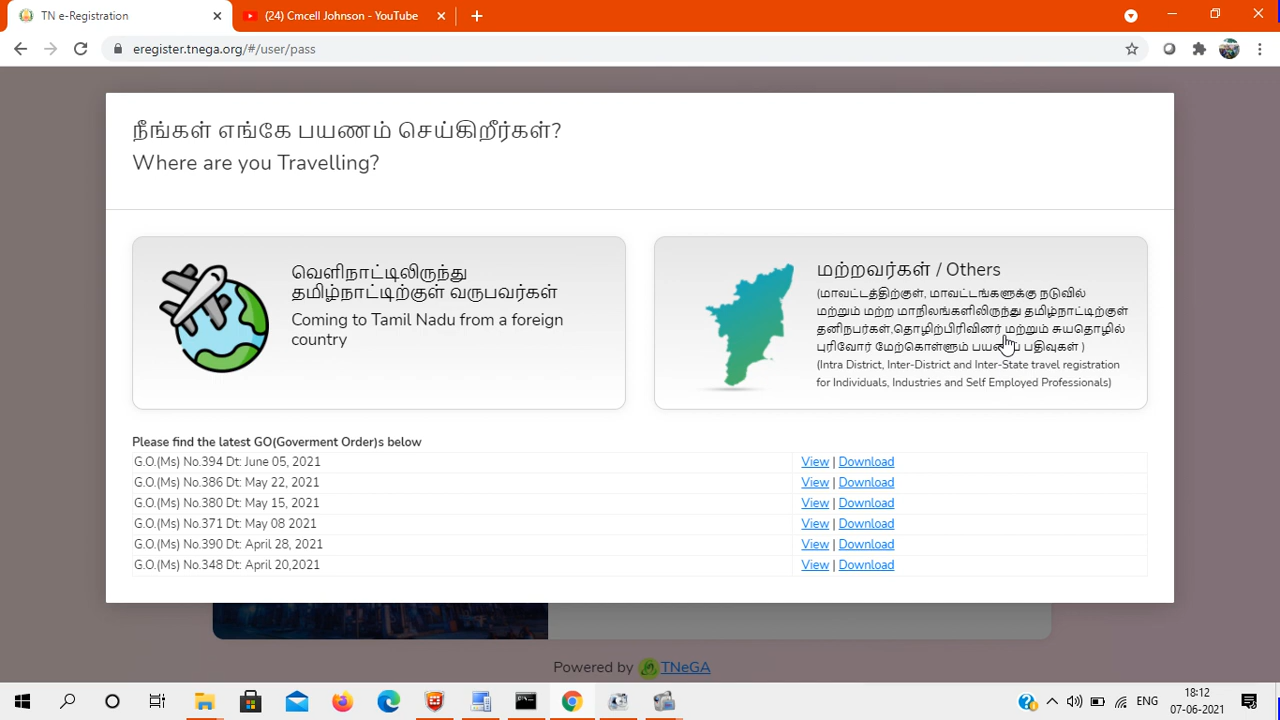 TN e-Registration
(24) Cmcell Johnson - YouTube
eregister.tnega.org/#/user/pass
நீங்கள் எங்கே பயணம் செய்கிறீர்கள்?
Where are you Travelling?
வெளிநாட்டிலிருந்து
தமிழ்நாட்டிற்குள் வருபவர்கள்
Coming to Tamil Nadu from a foreign
country
மற்றவர்கள் / Others
(மாவட்டத்திற்குள், மாவட்டங்களுக்கு நடுவில்
மற்றும் மற்ற மாநிலங்களிலிருந்து தமிழ்நாட்டிற்குள்
தனிநபர்கள்,தொழிற்பிரிவினர் மற்றும் சுயதொழில்
புரிவோர் மேற்கொள்ளும் பதிவுகள் )
(Intra District, Inter-District and Inter-State travel registration
for Individuals, Industries and Self Employed Professionals)
Please find the latest GO(Goverment Order)s below
G.O.(Ms) No.394 Dt: June 05, 2021 View | Download
G.O.(Ms) No.386 Dt: May 22, 2021 View | Download
G.O.(Ms) No.380 Dt: May 15, 2021 View | Download
G.O.(Ms) No.371 Dt: May 08 2021 View | Download
G.O.(Ms) No.390 Dt: April 28, 2021 View | Download
G.O.(Ms) No.348 Dt: April 20,2021 View | Download
Powered by TNeGA
ENG
18:12
07-06-2021